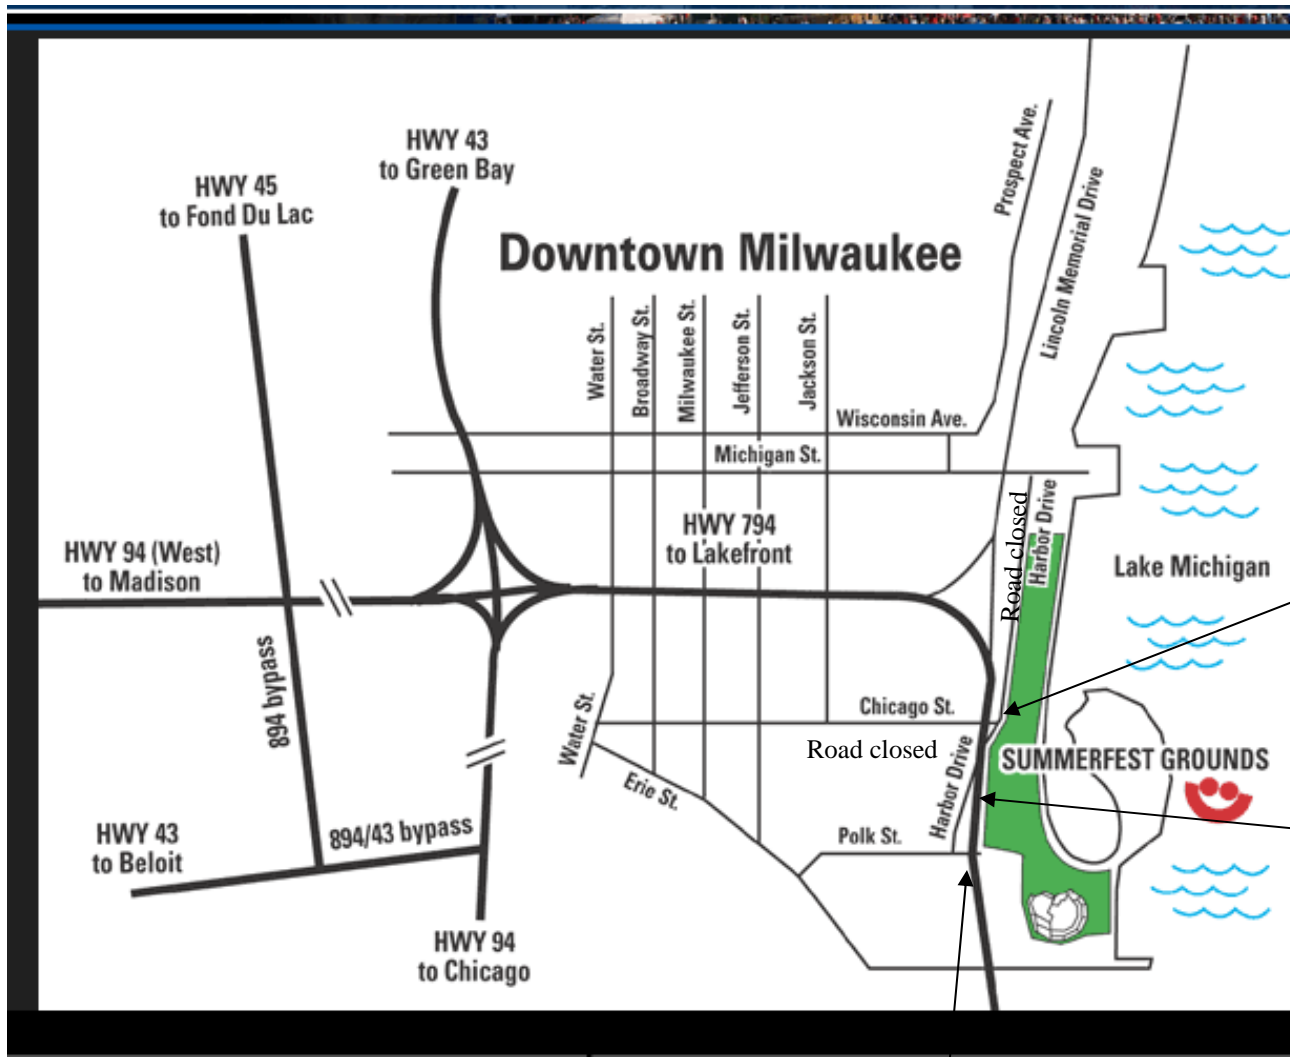 HWY 43
to Green Bay
HWY 45
to Fond Du Lac
Downtown Milwaukee
Prospect Ave.
Lincoln Memorial Drive
Water St.
Broadway St.
Milwaukee St.
Jefferson St.
Jackson St.
Wisconsin Ave.
Michigan St.
HWY 794
to Lakefront
Road closed
Harbor Drive
HWY 94 (West)
to Madison
Lake Michigan
894 bypass
Chicago St.
Water St.
Road closed
Harbor Drive
SUMMERFEST GROUNDS
Erie St.
Polk St.
HWY 43
to Beloit
894/43 bypass
HWY 94
to Chicago